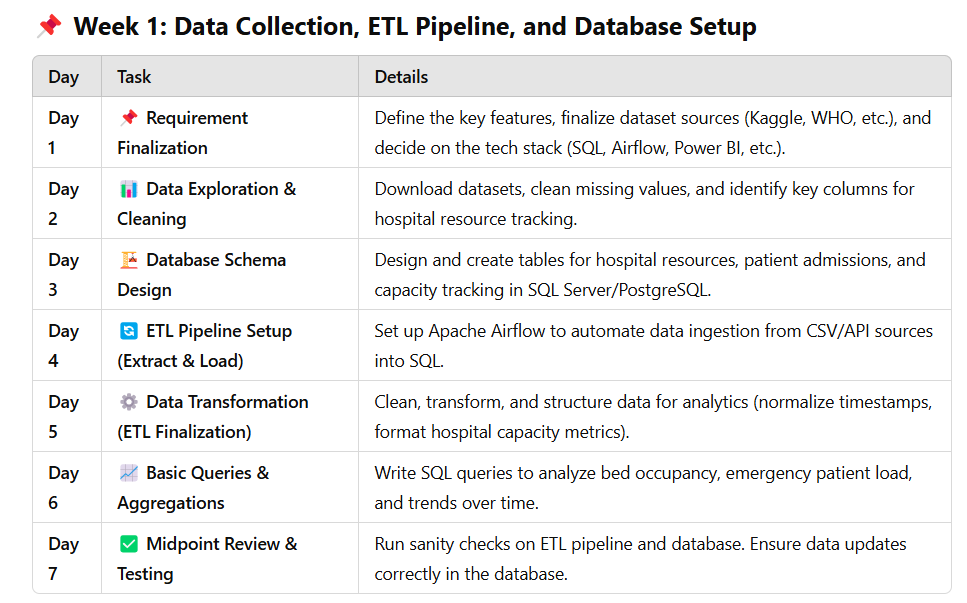 📌 Week 1: Data Collection, ETL Pipeline, and Database Setup
Day Task Details
Day 1 📌 Requirement Finalization Define the key features, finalize dataset sources (Kaggle, WHO, etc.), and decide on the tech stack (SQL, Airflow, Power BI, etc.).
Day 2 📊 Data Exploration & Cleaning Download datasets, clean missing values, and identify key columns for hospital resource tracking.
Day 3 🏗 Database Schema Design Design and create tables for hospital resources, patient admissions, and capacity tracking in SQL Server/PostgreSQL.
Day 4 🔄 ETL Pipeline Setup (Extract & Load) Set up Apache Airflow to automate data ingestion from CSV/API sources into SQL.
Day 5 ⚙ Data Transformation (ETL Finalization) Clean, transform, and structure data for analytics (normalize timestamps, format hospital capacity metrics).
Day 6 📈 Basic Queries & Aggregations Write SQL queries to analyze bed occupancy, emergency patient load, and trends over time.
Day 7 ✅ Midpoint Review & Testing Run sanity checks on ETL pipeline and database. Ensure data updates correctly in the database.